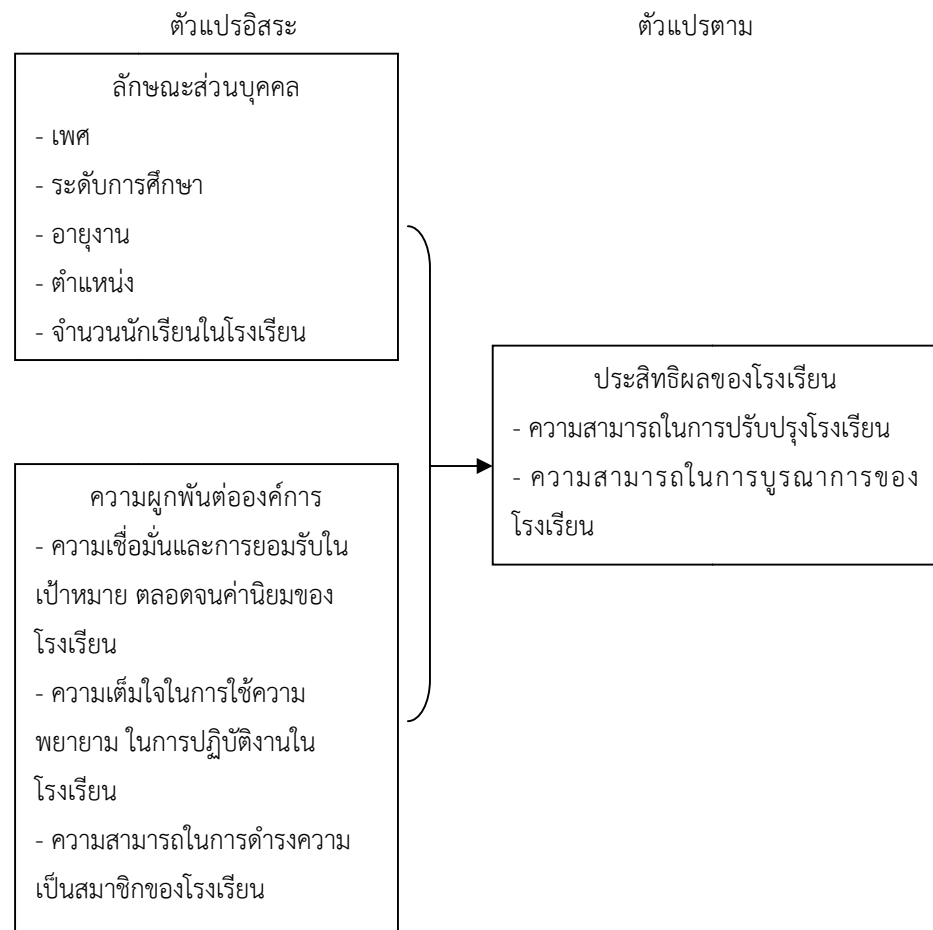 ตัวแปรอิสระ
ตัวแปรตาม
ลักษณะส่วนบุคคล
- เพศ
- ระดับการศึกษา
- อายุงาน
- ตำแหน่ง
- จำนวนนักเรียนในโรงเรียน
ความผูกพันต่อองค์การ
- ความเชื่อมั่นและการยอมรับใน
เป้าหมาย ตลอดจนค่านิยมของ
โรงเรียน
- ความเต็มใจในการใช้ความ
พยายาม ในการปฏิบัติงานใน
โรงเรียน
- ความสามารถในการดำรงความ
เป็นสมาชิกของโรงเรียน
ประสิทธิผลของโรงเรียน
- ความสามารถในการปรับปรุงโรงเรียน
- ความสามารถในการบูรณาการของ
โรงเรียน